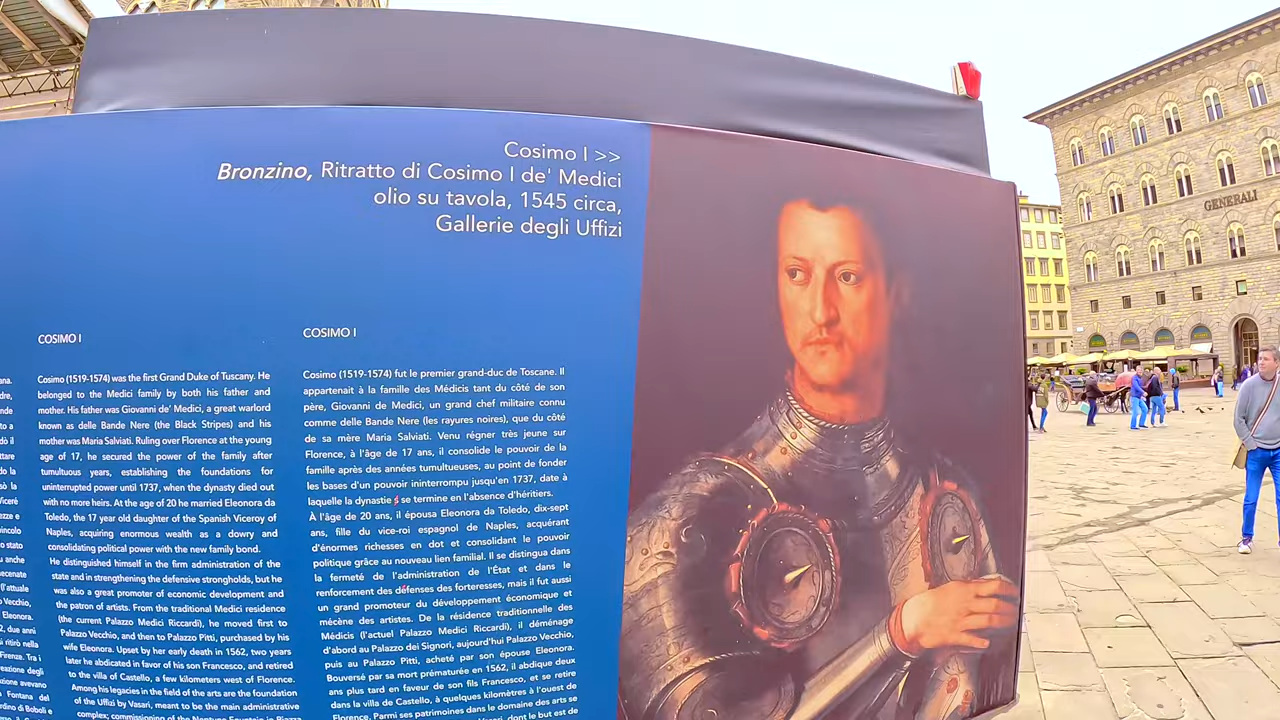 Cosimo I >>
Bronzino, Ritratto di Cosimo I de' Medici
olio su tavola, 1545 circa,
Gallerie degli Uffizi
COSIMO I
Cosimo (1519-1574) was the first Grand Duke of Tuscany. He
belonged to the Medici family by both his father and
mother. His father was Giovanni de' Medici, a great warlord
known as delle Bande Nere (the Black Stripes) and his
mother was Maria Salviati. Ruling over Florence at the young
age of 17, he secured the power of the family after
tumultuous years, establishing the foundations for
uninterrupted power until 1737, when the dynasty died out
with no more heirs. At the age of 20 he married Eleonora da
Toledo, the 17 year old daughter of the Spanish Viceroy of
Naples, acquiring enormous wealth as a dowry and
consolidating political power with the new family bond.
He distinguished himself in the firm administration of the
state and in strengthening the defensive strongholds, but he
was also a great promoter of economic development and
the patron of artists. From the traditional Medici residence
(the current Palazzo Medici Riccardi), he moved first to
Palazzo Vecchio, and then to Palazzo Pitti, purchased by his
wife Eleonora. Upset by her early death in 1562, two years
later he abdicated in favor of his son Francesco, and retired
to the villa of Castello, a few kilometers west of Florence.
Among his legacies in the field of the arts are the foundation
of the Uffizi by Vasari, meant to be the main administrative
complex; commissioning of the Neptune Fountain in Piazza
COSIMO I
Cosimo (1519-1574) fut le premier grand-duc de Toscane. Il
appartenait à la famille des Médicis tant du côté de son
père, Giovanni de Medici, un grand chef militaire connu
comme delle Bande Nere (les rayures noires), que du côté
de sa mère Maria Salviati. Venu régner très jeune sur
Florence, à l'âge de 17 ans, il consolide le pouvoir de la
famille après des années tumultueuses, au point de fonder
les bases d'un pouvoir ininterrompu jusqu'en 1737, date à
laquelle la dynastie se termine en l'absence d'héritiers.
À l'âge de 20 ans, il épousa Eleonora da Toledo, dix-sept
ans, fille du vice-roi espagnol de Naples, acquérant
d'énormes richesses en dot et consolidant le pouvoir
politique grâce au nouveau lien familial. Il se distingua dans
la fermeté de l'administration de l'État et dans le
renforcement des défenses des forteresses, mais il fut aussi
un grand promoteur du développement économique et
mécène des artistes. De la résidence traditionnelle des
Médicis (l'actuel Palazzo Medici Riccardi), il déménage
d'abord au Palazzo dei Signori, aujourd'hui Palazzo Vecchio,
puis au Palazzo Pitti, acheté par son épouse Eleonora.
Bouversé par sa mort prématurée en 1562, il abdique deux
ans plus tard en faveur de son fils Francesco, et se retire
dans la villa de Castello, à quelques kilomètres à l'ouest de
Florence. Parmi ses patrimoines dans le domaine des arts se
Vasari, dont le but est de
GENERALI